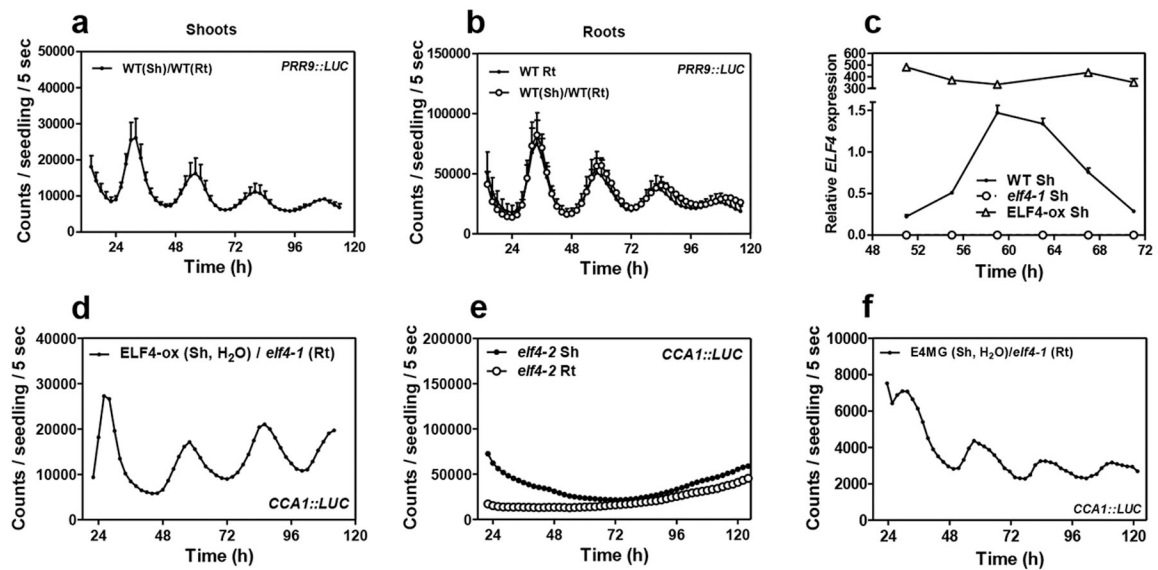 a
Shoots
Counts / seedling / 5 sec
50000
40000
30000
20000
10000
0
WT(Sh)/WT(Rt)
PRR9::LUC
24 48 72 96 120
Time (h)
b
Roots
Counts / seedling / 5 sec
150000
100000
50000
0
WT Rt
WT(Sh)/WT(Rt)
PRR9::LUC
24 48 72 96 120
Time (h)
c
Relative ELF4 expression
600
500
400
300
1.5
1.0
0.5
0.0
WT Sh
elf4-1 Sh
ELF4-ox Sh
48 52 56 60 64 68 72
Time (h)
d
Counts / seedling / 5 sec
40000
30000
20000
10000
0
ELF4-ox (Sh, H₂O) / elf4-1 (Rt)
CCA1::LUC
24 48 72 96 120
Time (h)
e
Counts / seedling / 5 sec
200000
150000
100000
50000
0
elf4-2 Sh
elf4-2 Rt
CCA1::LUC
24 48 72 96 120
Time (h)
f
Counts / seedling / 5 sec
10000
8000
6000
4000
2000
0
E4MG (Sh, H₂O)/elf4-1 (Rt)
CCA1::LUC
24 48 72 96 120
Time (h)